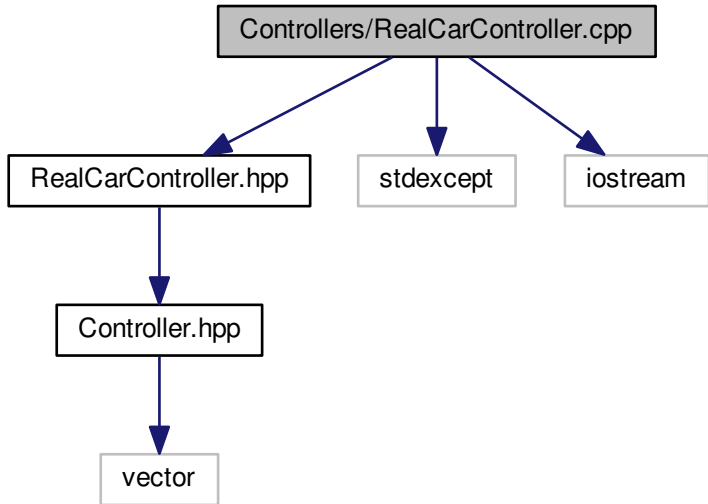 Controllers/RealCarController.cpp
RealCarController.hpp
stdexcept
iostream
Controller.hpp
vector